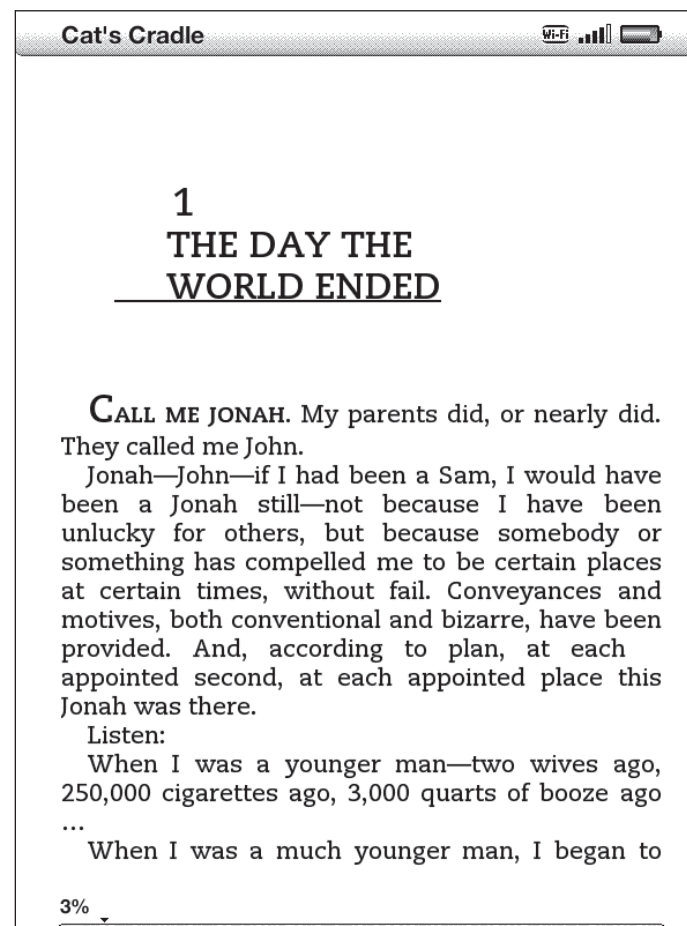 Cat's Cradle
Wi-Fi
1
THE DAY THE
WORLD ENDED
CALL ME JONAH. My parents did, or nearly did.
They called me John.
Jonah—John—if I had been a Sam, I would have
been a Jonah still—not because I have been
unlucky for others, but because somebody or
something has compelled me to be certain places
at certain times, without fail. Conveyances and
motives, both conventional and bizarre, have been
provided. And, according to plan, at each
appointed second, at each appointed place this
Jonah was there.
Listen:
When I was a younger man—two wives ago,
250,000 cigarettes ago, 3,000 quarts of booze ago
...
When I was a much younger man, I began to
3%